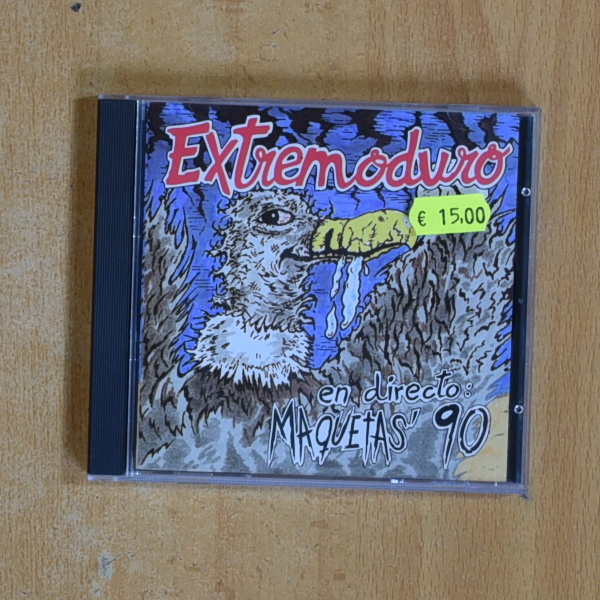 Extremoduro
€ 15.00
en directo:
MAQUETAS' 90